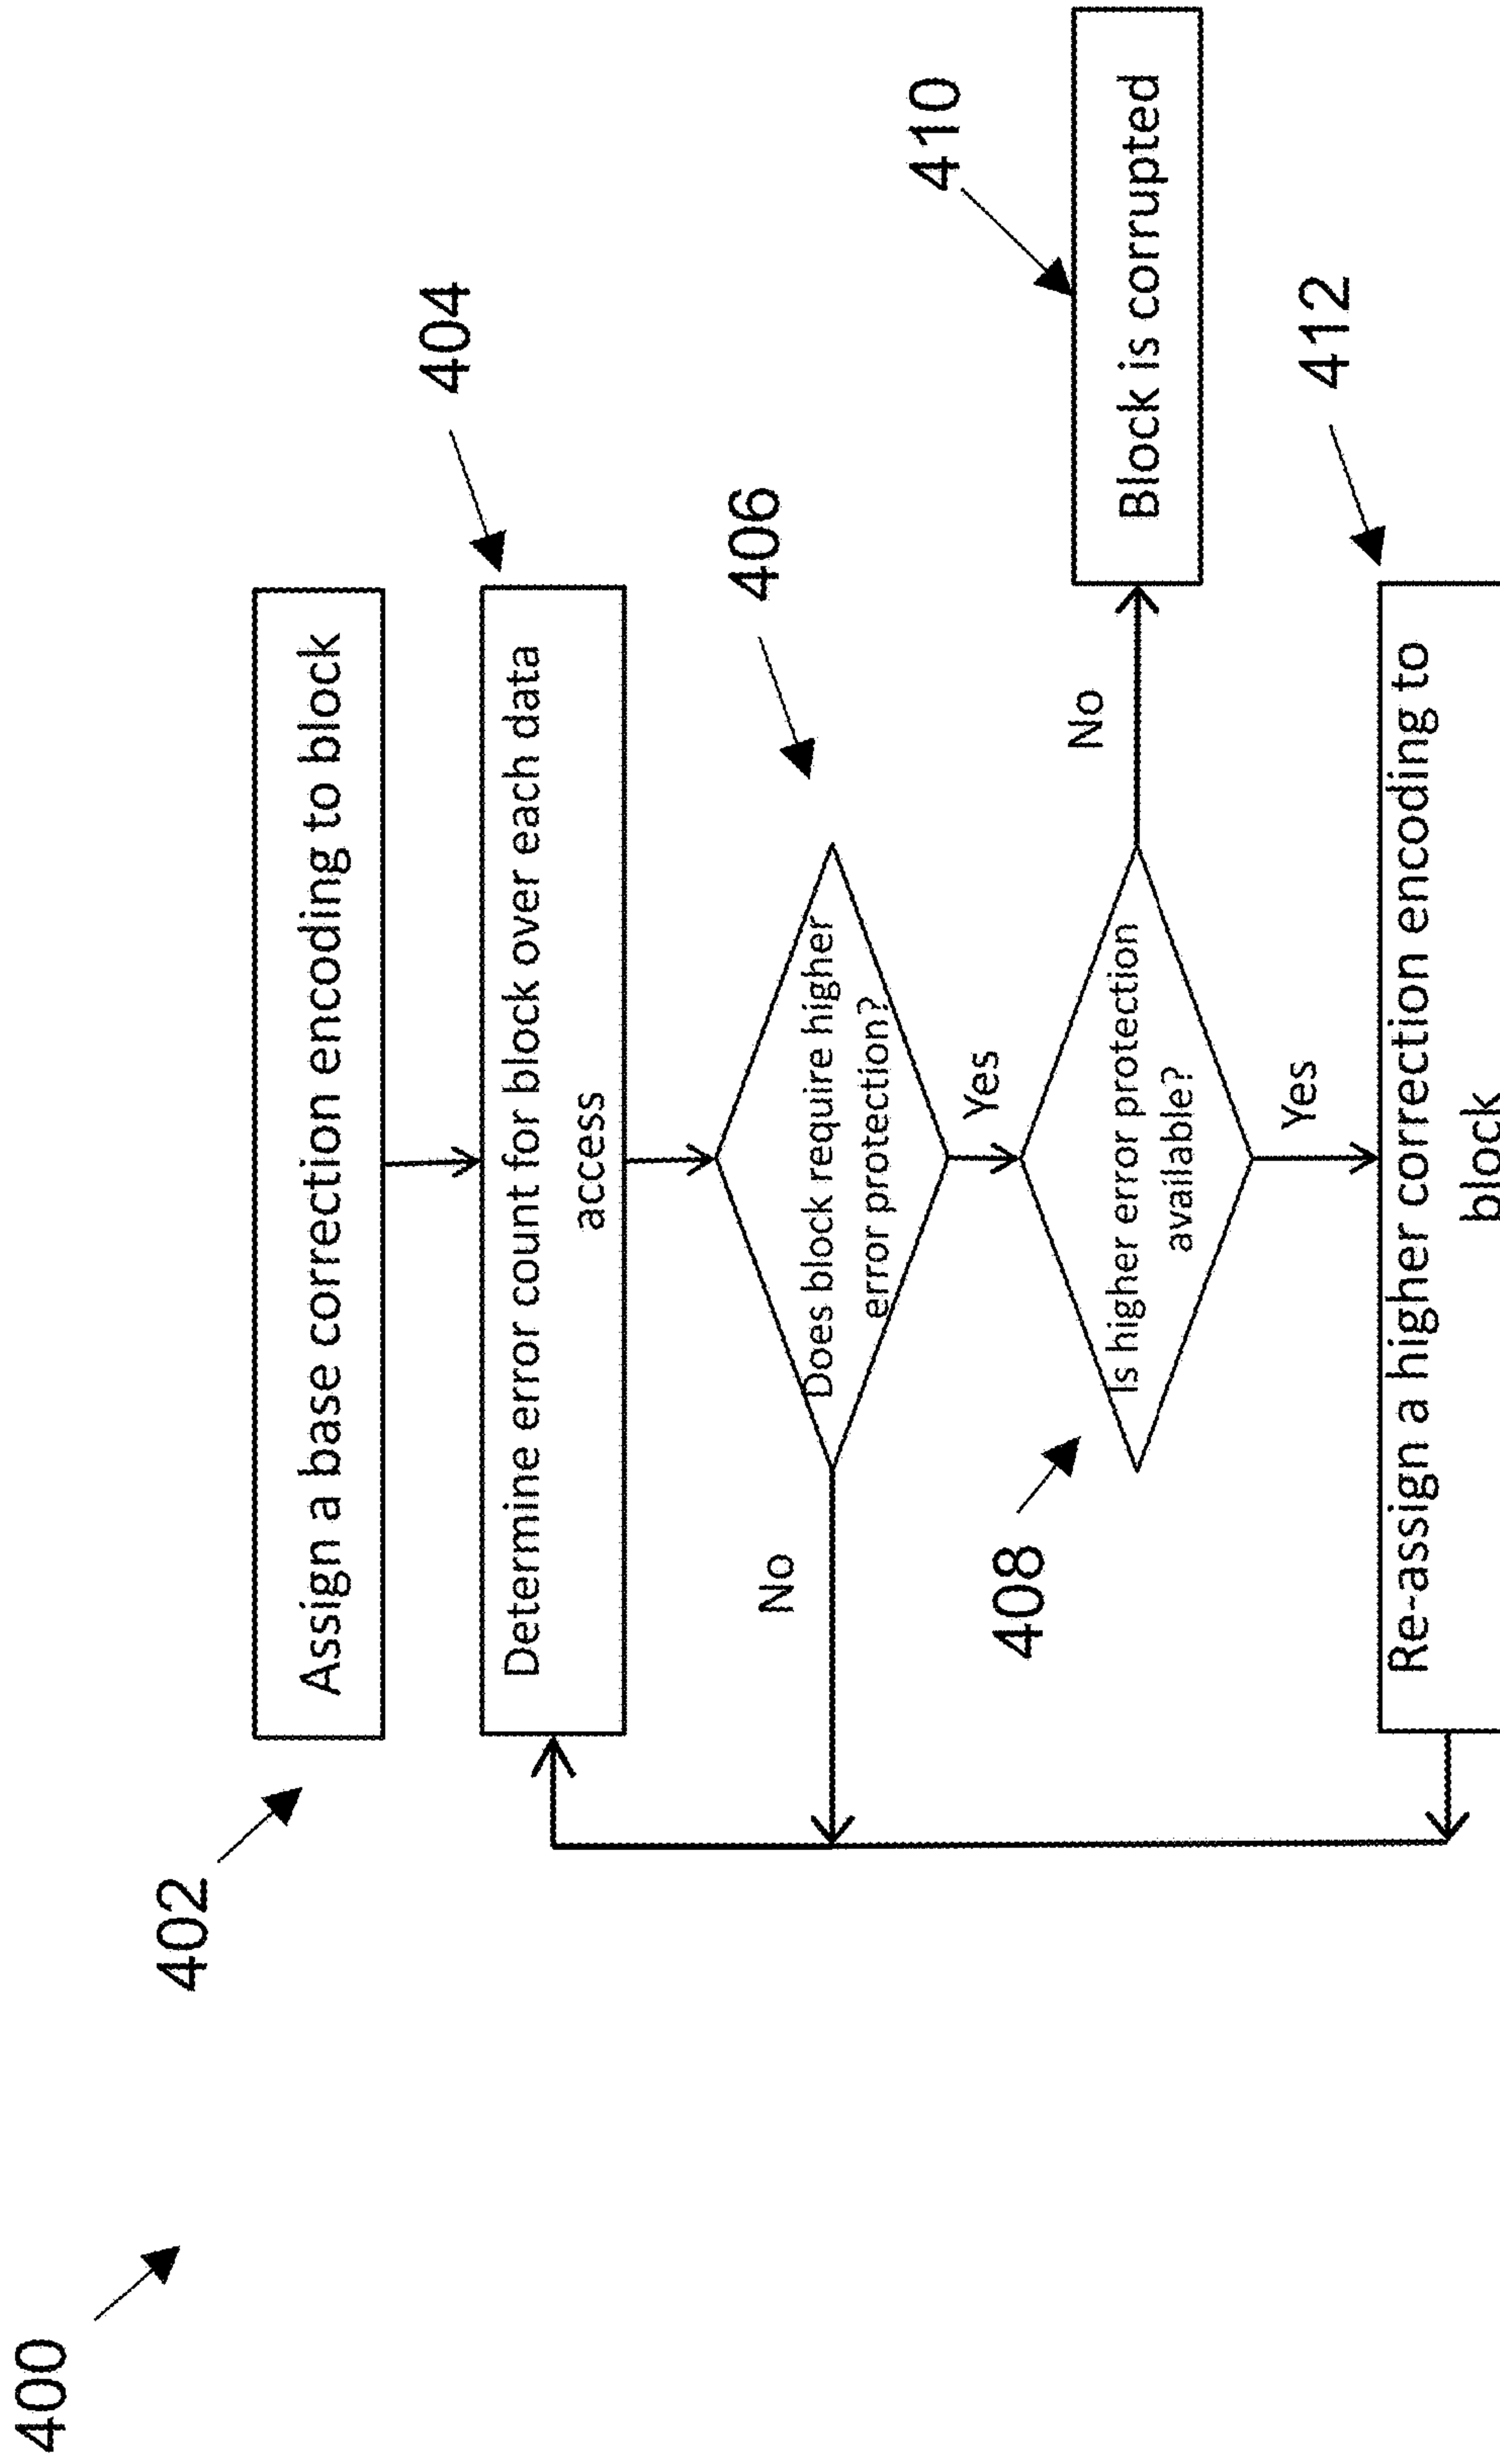 400
402
Assign a base correction encoding to block
404
Determine error count for block over each data
access
406
Does block require higher
error protection?
No
Yes
408
Is higher error protection
available?
No
410
Block is corrupted
Yes
412
Re-assign a higher correction encoding to
block